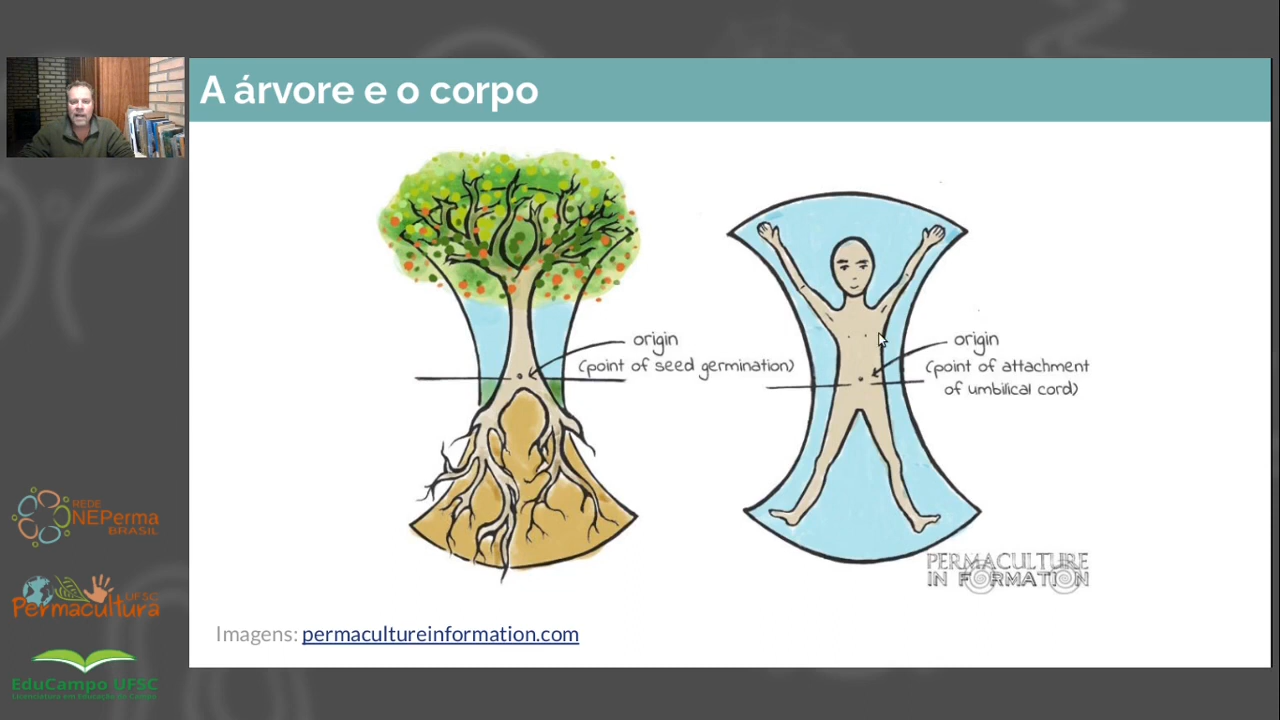 A árvore e o corpo
origin
(point of seed germination)
origin
(point of attachment
of umbilical cord)
PERMACULTURE
IN FORMATION
Imagens: permacultureinformation.com
REDE
NEPerma
BRASIL
UFSC
Permacultura
EduCampo UFSC
Licenciatura em Educação do Campo